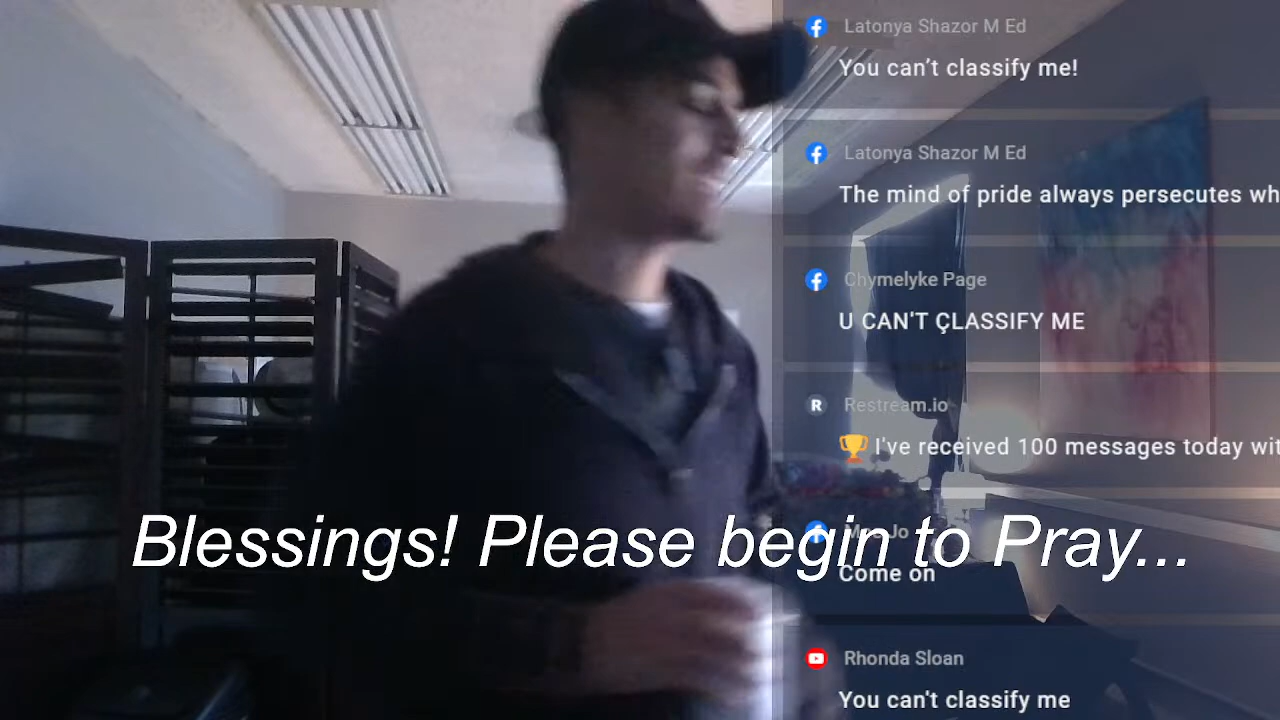 Latonya Shazor M Ed
You can’t classify me!
Latonya Shazor M Ed
The mind of pride always persecutes wh
Chymelyke Page
U CAN'T ÇLASSIFY ME
Restream.io
🏆 I've received 100 messages today wit
Blessings! Please begin to Pray...
Come on
Rhonda Sloan
You can't classify me